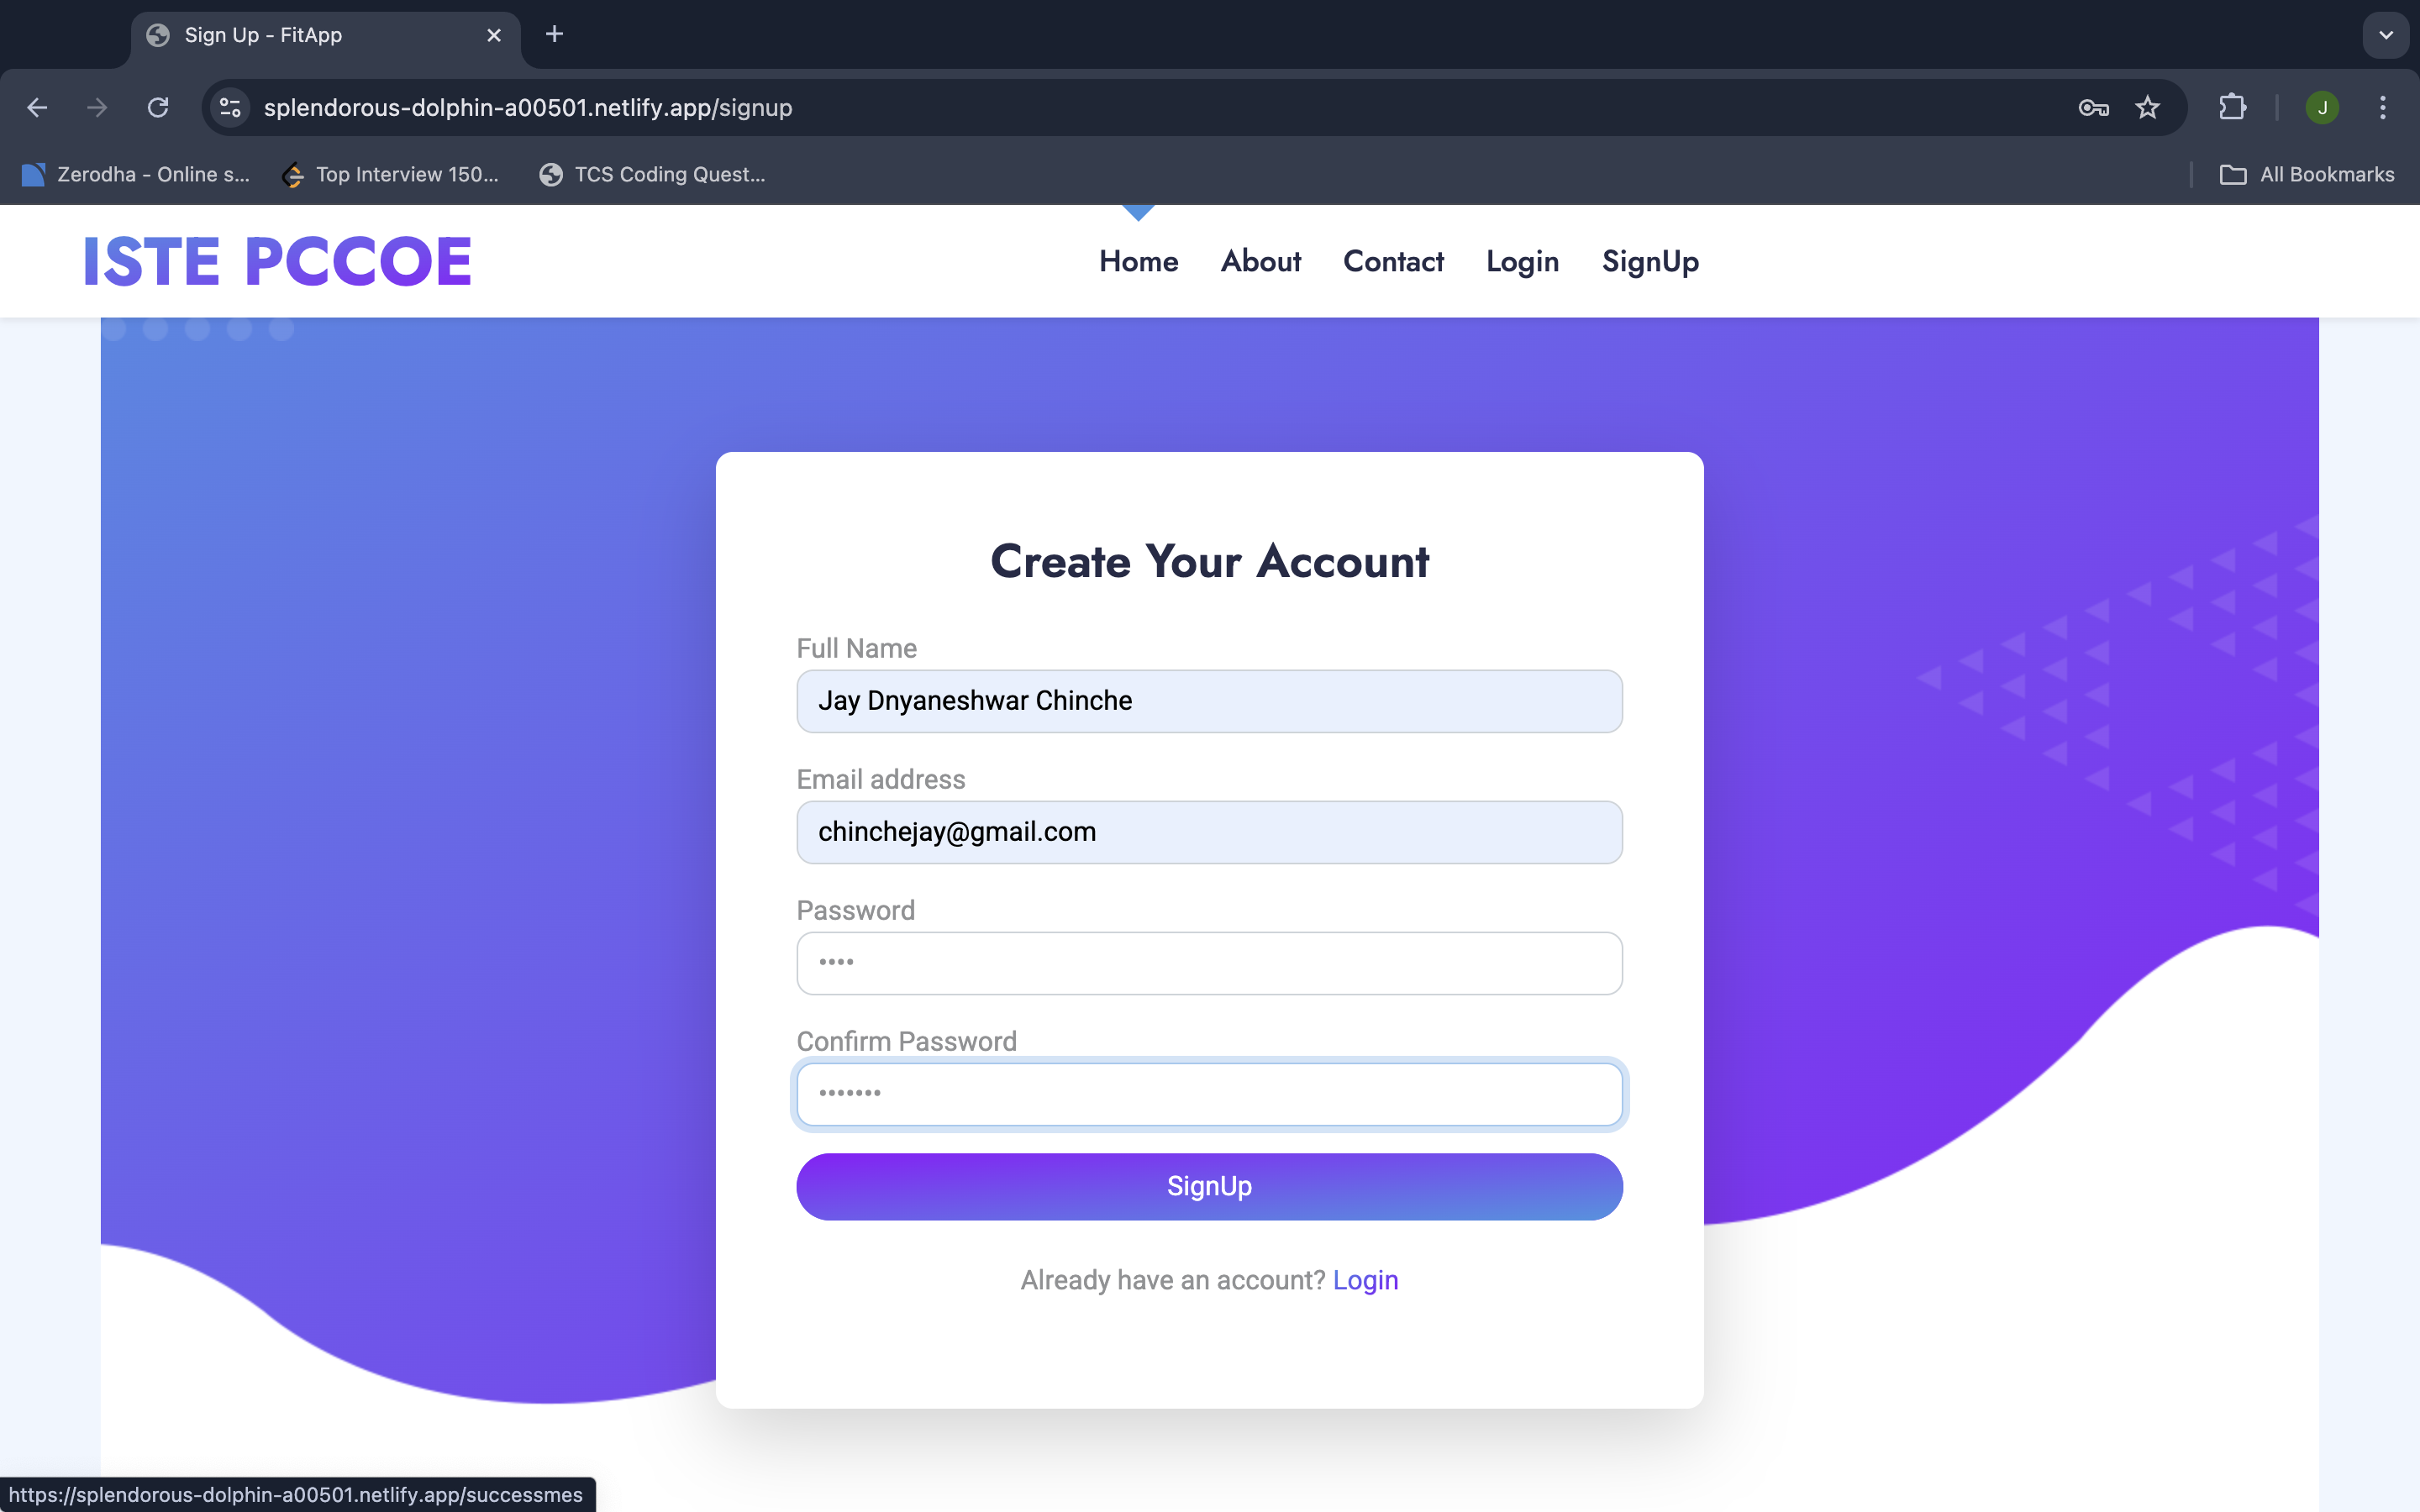 Sign Up - FitApp
splendorous-dolphin-a00501.netlify.app/signup
J
Zerodha - Online s...
Top Interview 150...
TCS Coding Quest...
All Bookmarks
ISTE PCCOE
Home
About
Contact
Login
SignUp
Create Your Account
Full Name
Jay Dnyaneshwar Chinche
Email address
chinchejay@gmail.com
Password
••••
Confirm Password
•••••••
SignUp
Already have an account? Login
https://splendorous-dolphin-a00501.netlify.app/successmes